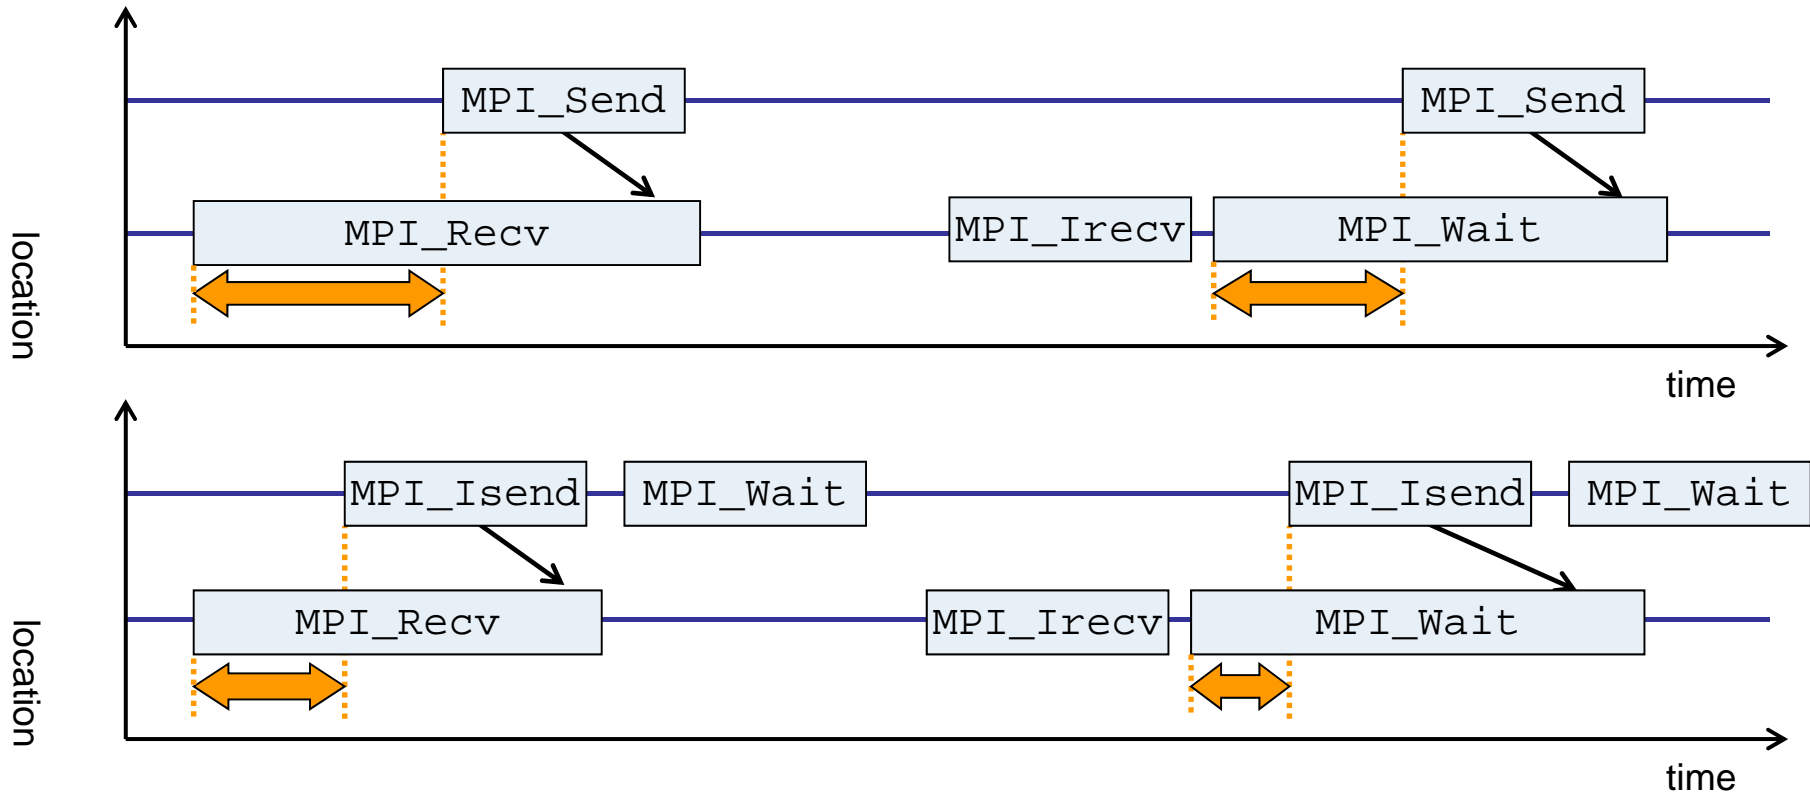 MPI_Send MPI_Send
location
MPI_Recv MPI_Irecv MPI_Wait
time
MPI_Isend MPI_Wait MPI_Isend MPI_Wait
location
MPI_Recv MPI_Irecv MPI_Wait
time